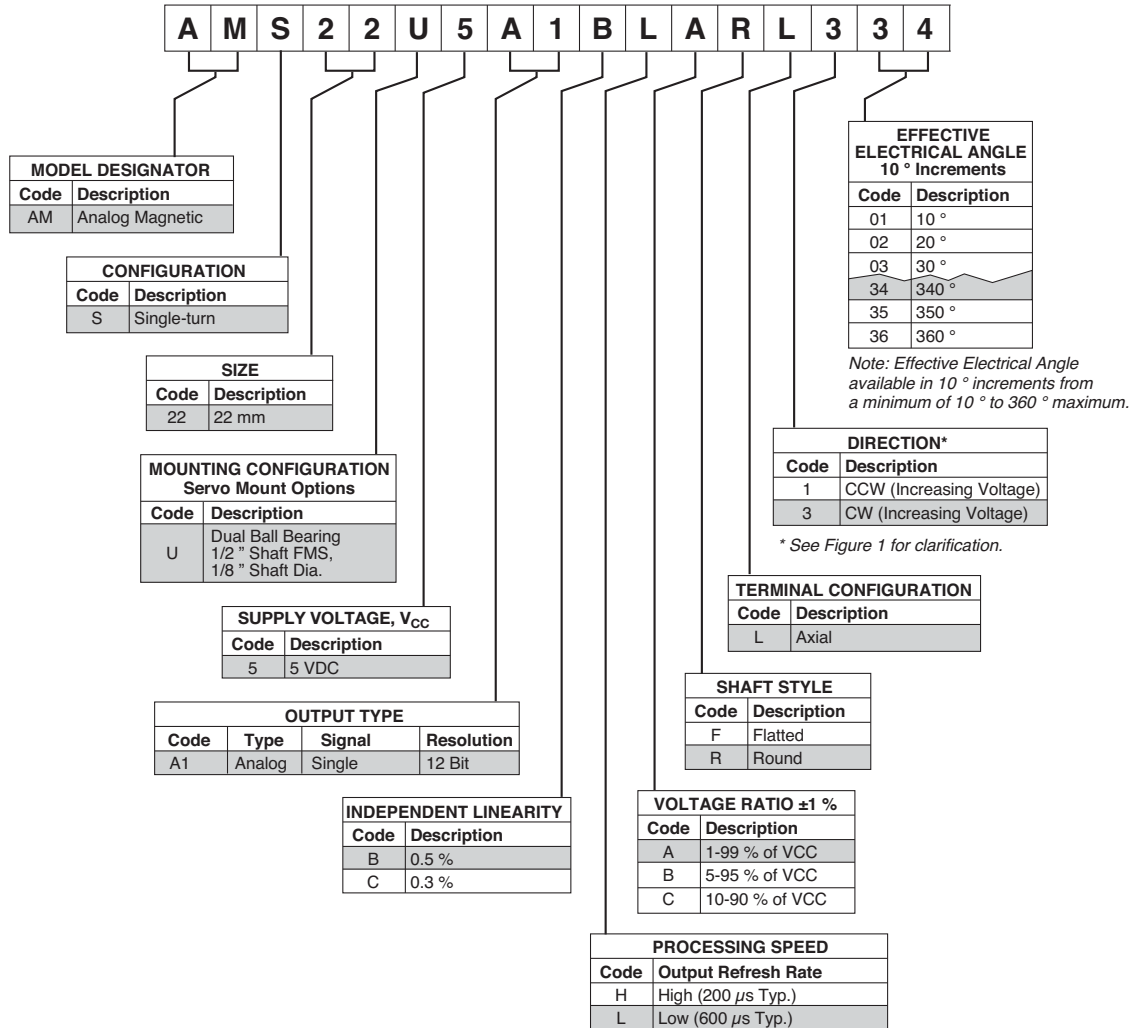 A M S 2 2 U 5 A 1 B L A R L 3 3 4
MODEL DESIGNATOR
Code Description
AM Analog Magnetic
CONFIGURATION
Code Description
S Single-turn
SIZE
Code Description
22 22 mm
MOUNTING CONFIGURATION
Servo Mount Options
Code Description
U Dual Ball Bearing
1/2 " Shaft FMS,
1/8 " Shaft Dia.
SUPPLY VOLTAGE, VCC
Code Description
5 5 VDC
OUTPUT TYPE
Code Type Signal Resolution
A1 Analog Single 12 Bit
INDEPENDENT LINEARITY
Code Description
B 0.5 %
C 0.3 %
PROCESSING SPEED
Code Output Refresh Rate
H High (200 µs Typ.)
L Low (600 µs Typ.)
VOLTAGE RATIO ±1 %
Code Description
A 1-99 % of VCC
B 5-95 % of VCC
C 10-90 % of VCC
SHAFT STYLE
Code Description
F Flatted
R Round
TERMINAL CONFIGURATION
Code Description
L Axial
DIRECTION*
Code Description
1 CCW (Increasing Voltage)
3 CW (Increasing Voltage)
* See Figure 1 for clarification.
EFFECTIVE
ELECTRICAL ANGLE
10 ° Increments
Code Description
01 10 °
02 20 °
03 30 °
34 340 °
35 350 °
36 360 °
Note: Effective Electrical Angle
available in 10 ° increments from
a minimum of 10 ° to 360 ° maximum.